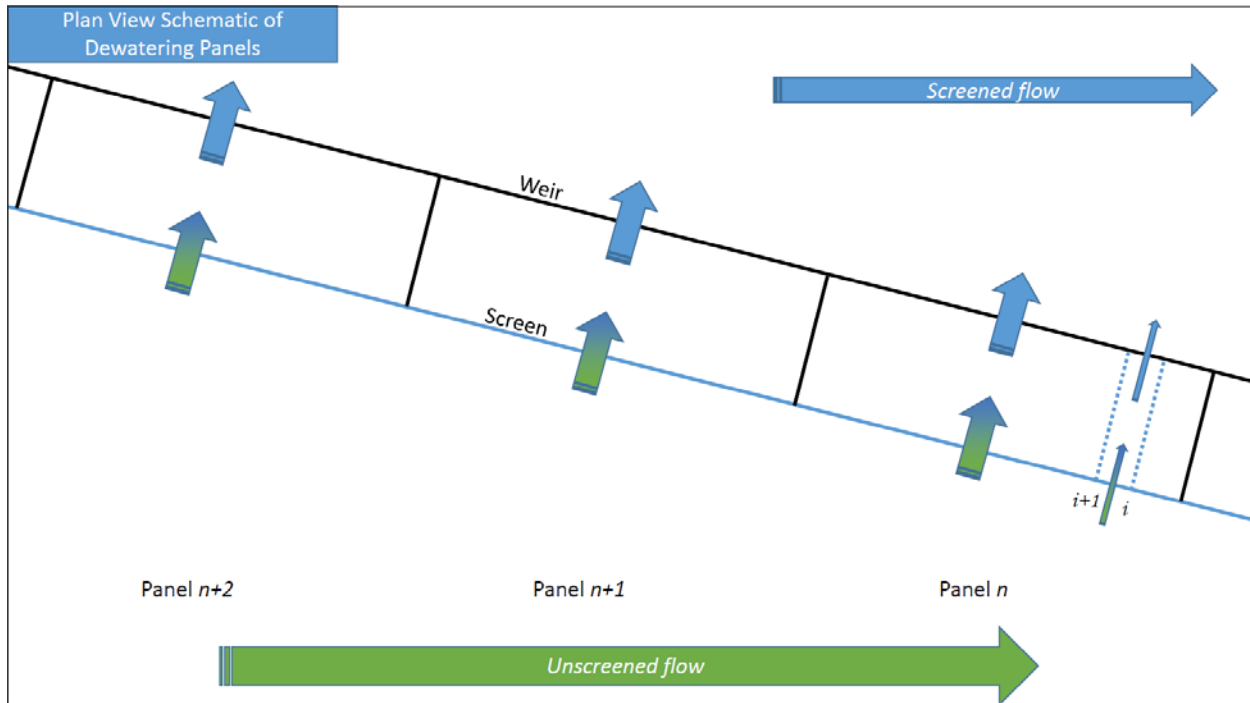 Plan View Schematic of
Dewatering Panels
Screened flow
Weir
Screen
i+1
i
Panel n+2
Panel n+1
Panel n
Unscreened flow